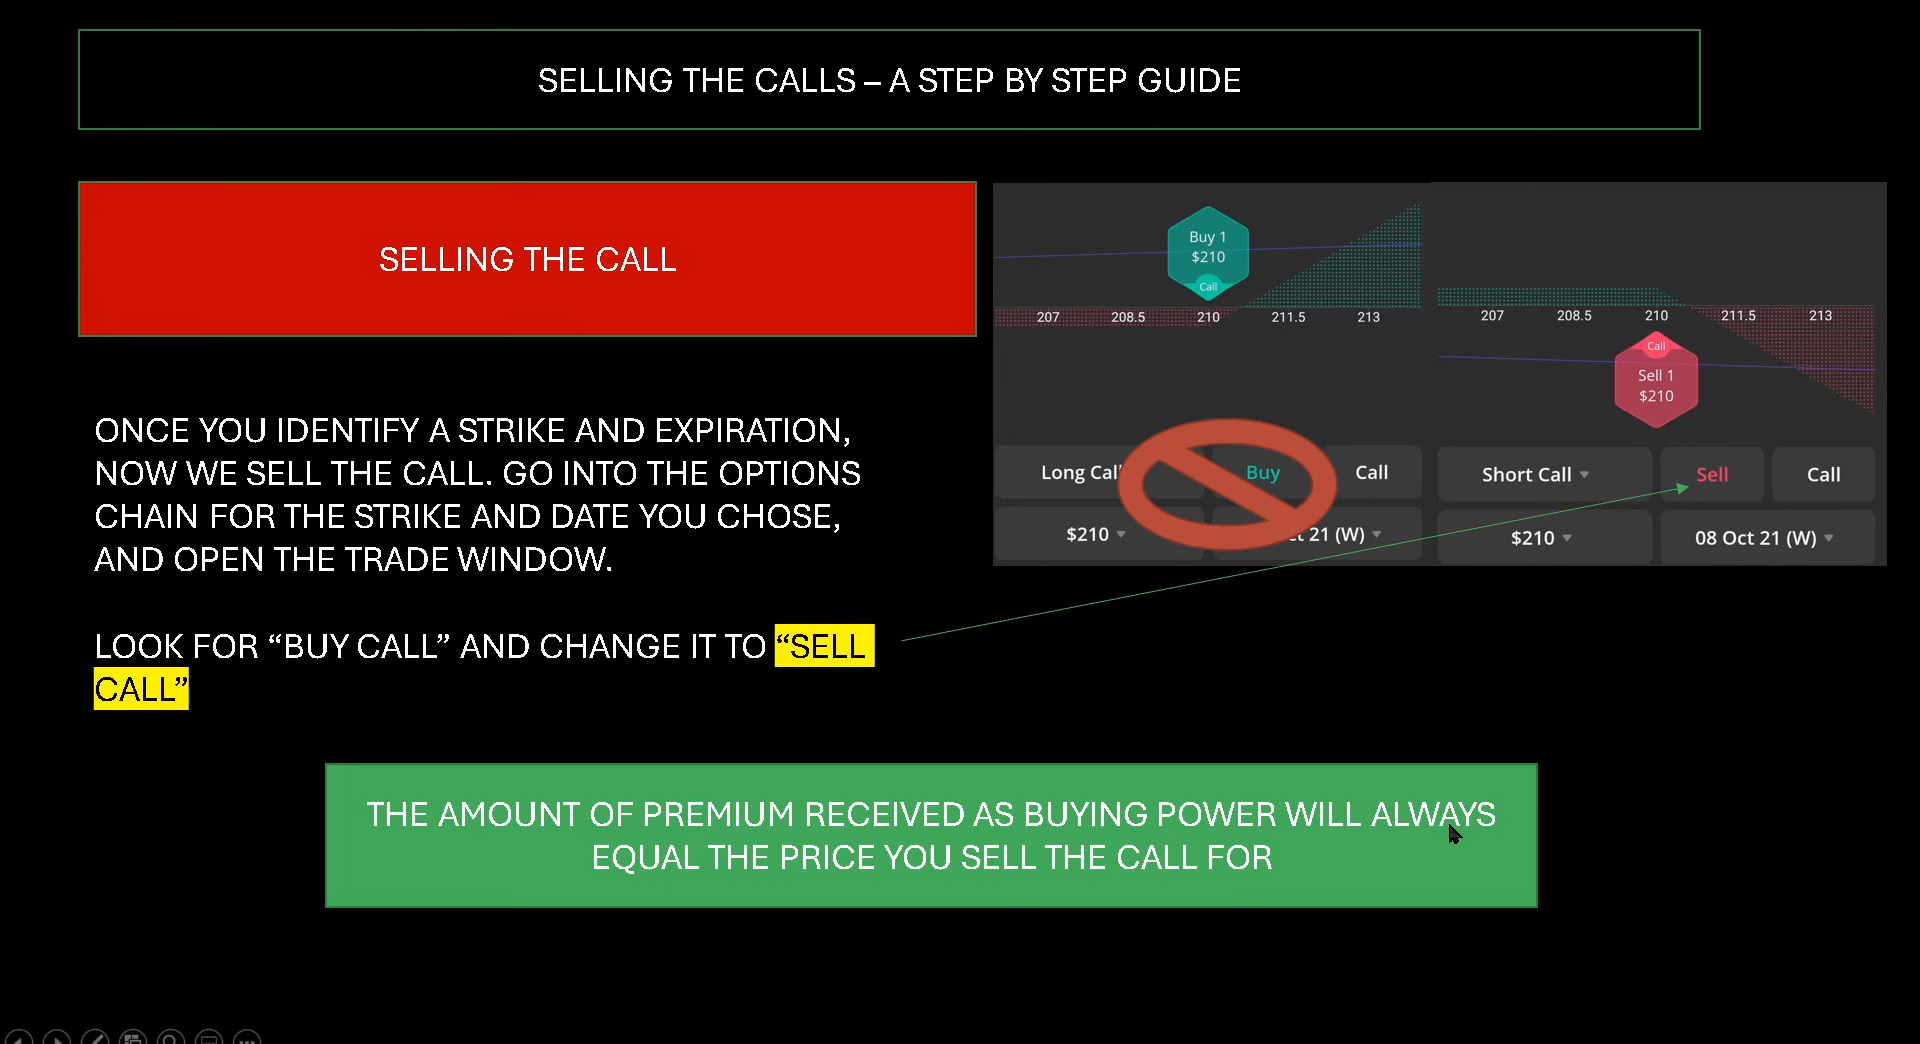 SELLING THE CALLS – A STEP BY STEP GUIDE
SELLING THE CALL
ONCE YOU IDENTIFY A STRIKE AND EXPIRATION,
NOW WE SELL THE CALL. GO INTO THE OPTIONS
CHAIN FOR THE STRIKE AND DATE YOU CHOSE,
AND OPEN THE TRADE WINDOW.
LOOK FOR “BUY CALL” AND CHANGE IT TO “SELL
CALL”
Buy 1
$210
Call
207 208.5 210 211.5 213
Long Call Buy Call
$210 21 (W)
207 208.5 210 211.5 213
Call
Sell 1
$210
Short Call Sell Call
$210 08 Oct 21 (W)
THE AMOUNT OF PREMIUM RECEIVED AS BUYING POWER WILL ALWAYS
EQUAL THE PRICE YOU SELL THE CALL FOR